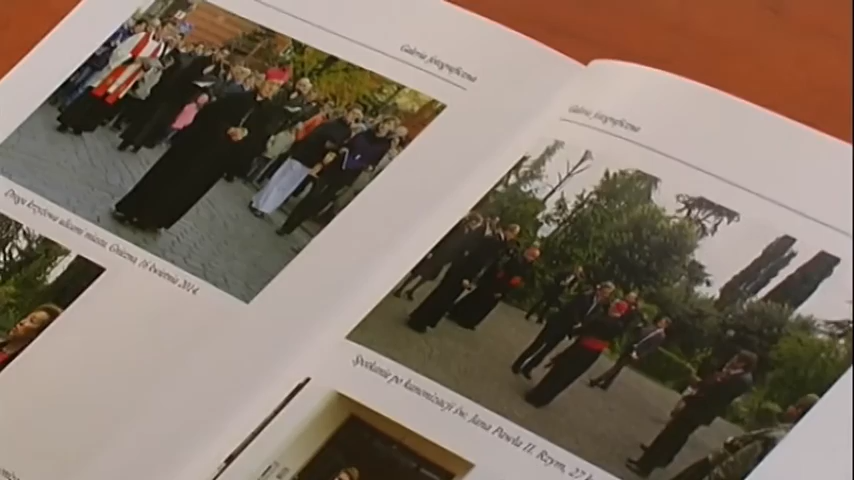 Galeria fotograficzna
Droga krzyżowa ulicami miasta. Gniezno, 16 kwietnia 2014.
Galeria fotograficzna
Spotkanie po kanonizacji św. Jana Pawła II. Rzym, 27